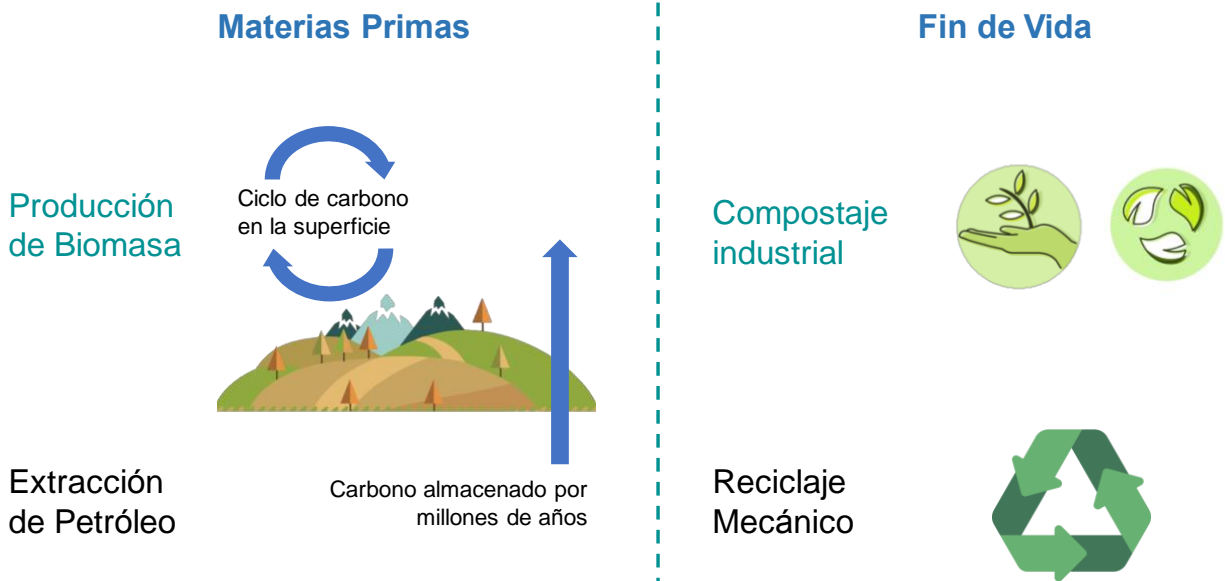 Materias Primas
Fin de Vida
Producción
de Biomasa
Ciclo de carbono
en la superficie
Compostaje
industrial
Extracción
de Petróleo
Carbono almacenado por
millones de años
Reciclaje
Mecánico